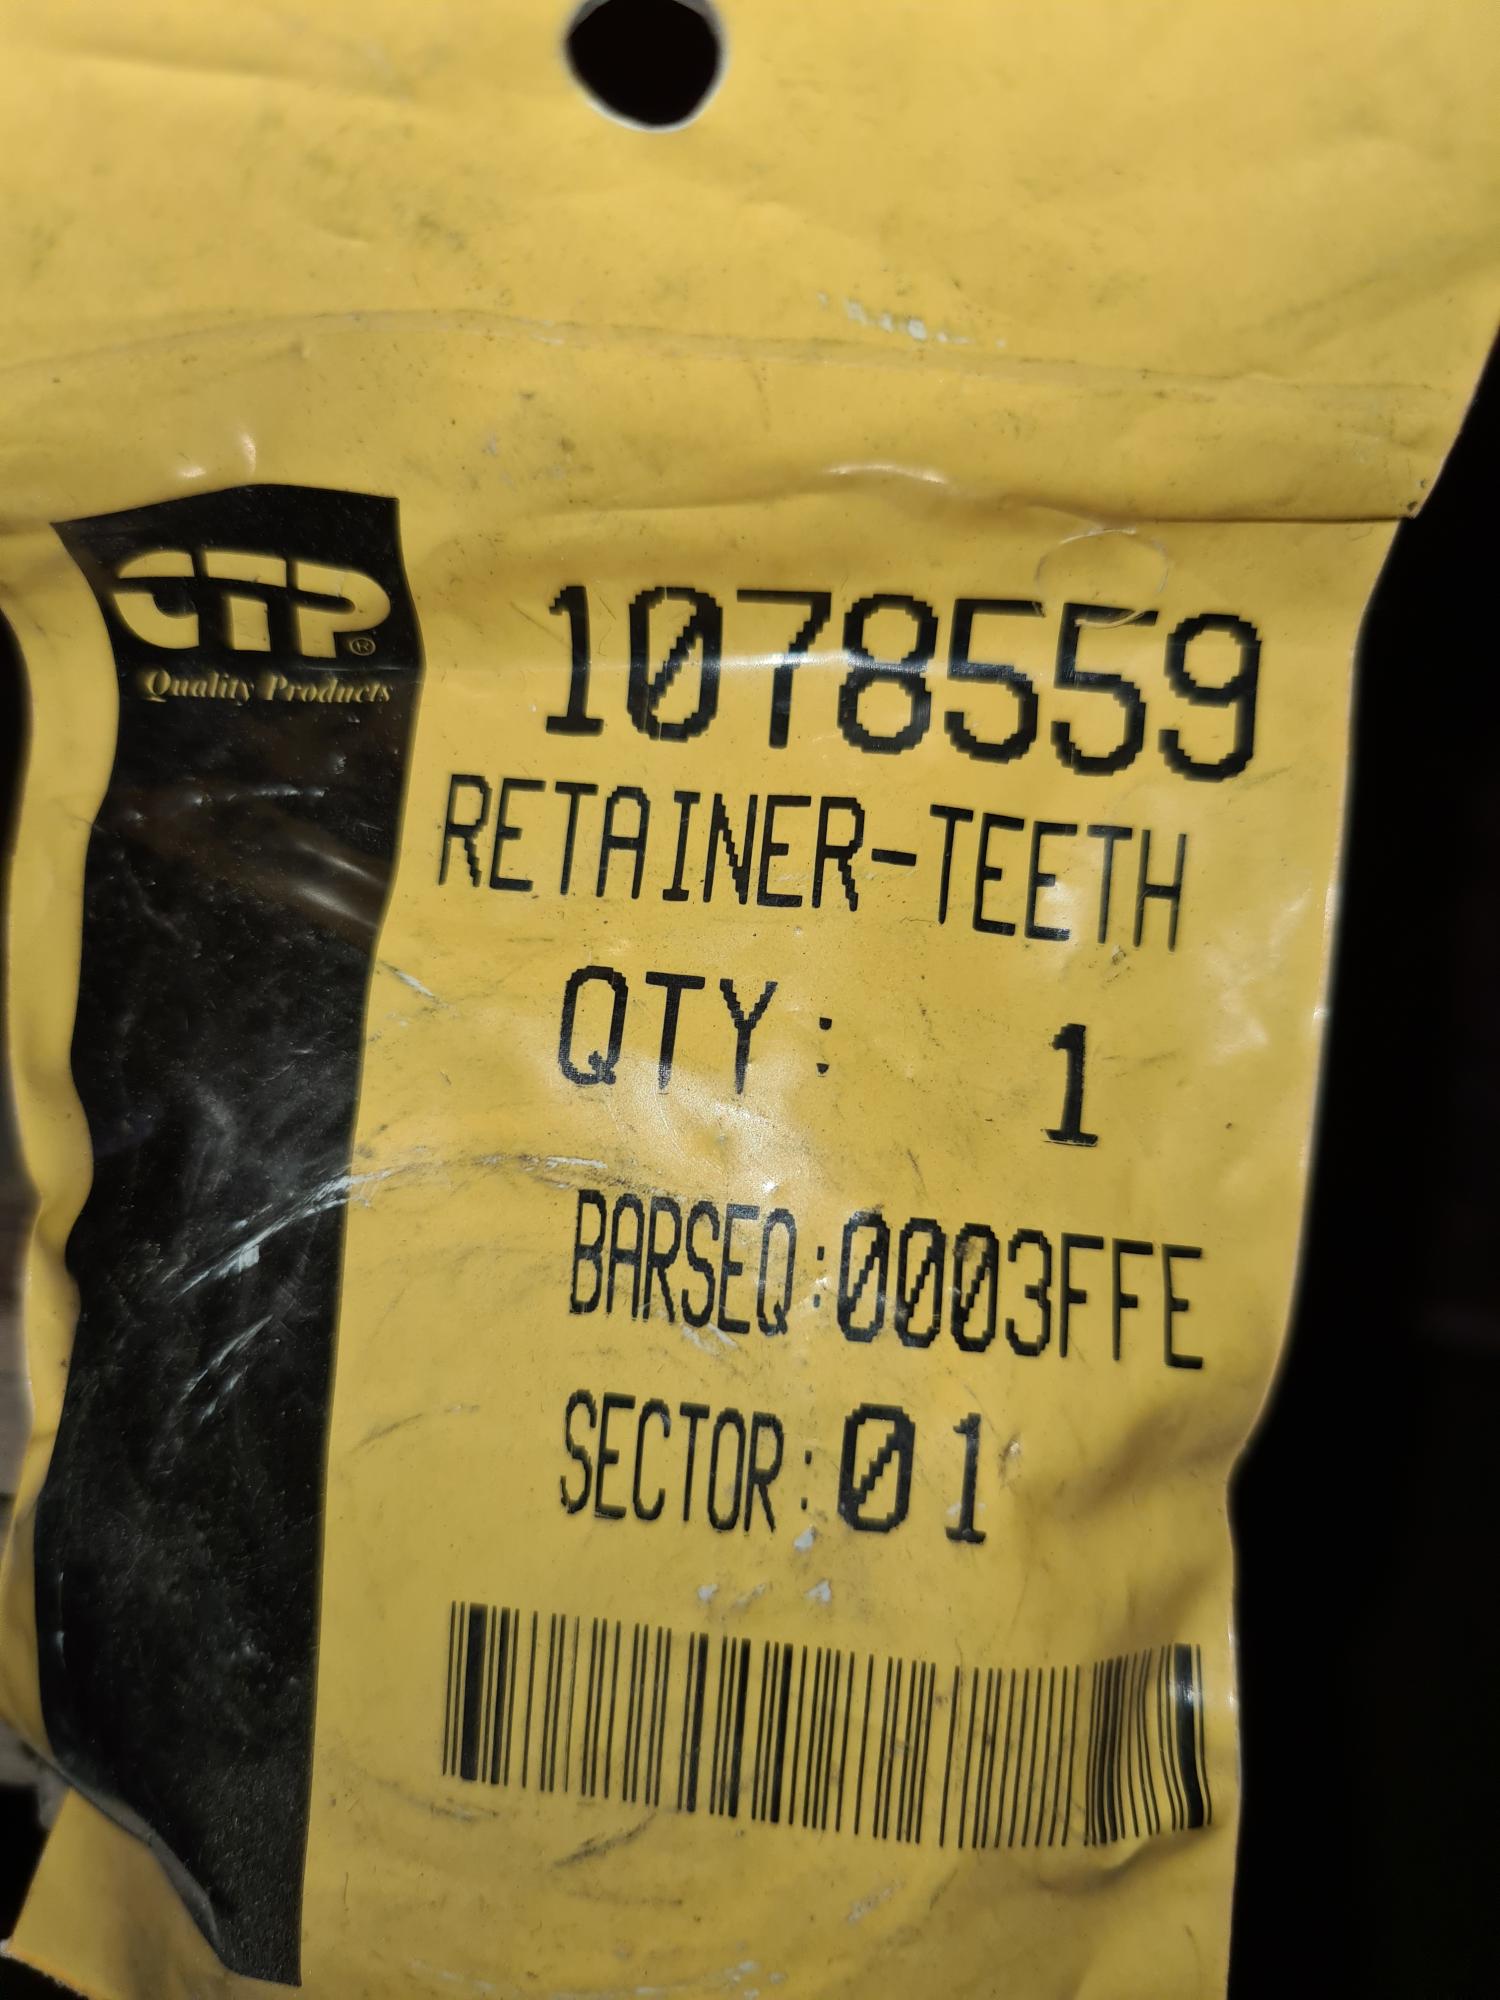 CTP®
Quality Products
1078559
RETAINER-TEETH
QTY: 1
BARSEQ:0003FFE
SECTOR:01